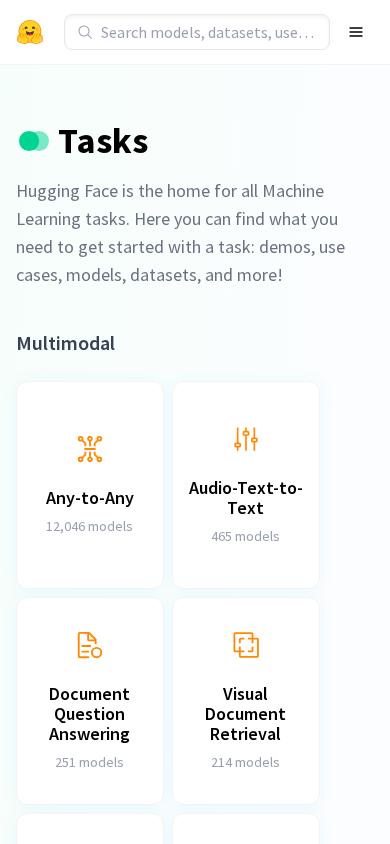 Search models, datasets, use…
Tasks
Hugging Face is the home for all Machine
Learning tasks. Here you can find what you
need to get started with a task: demos, use
cases, models, datasets, and more!
Multimodal
Any-to-Any
12,046 models
Audio-Text-to-
Text
465 models
Document
Question
Answering
251 models
Visual
Document
Retrieval
214 models